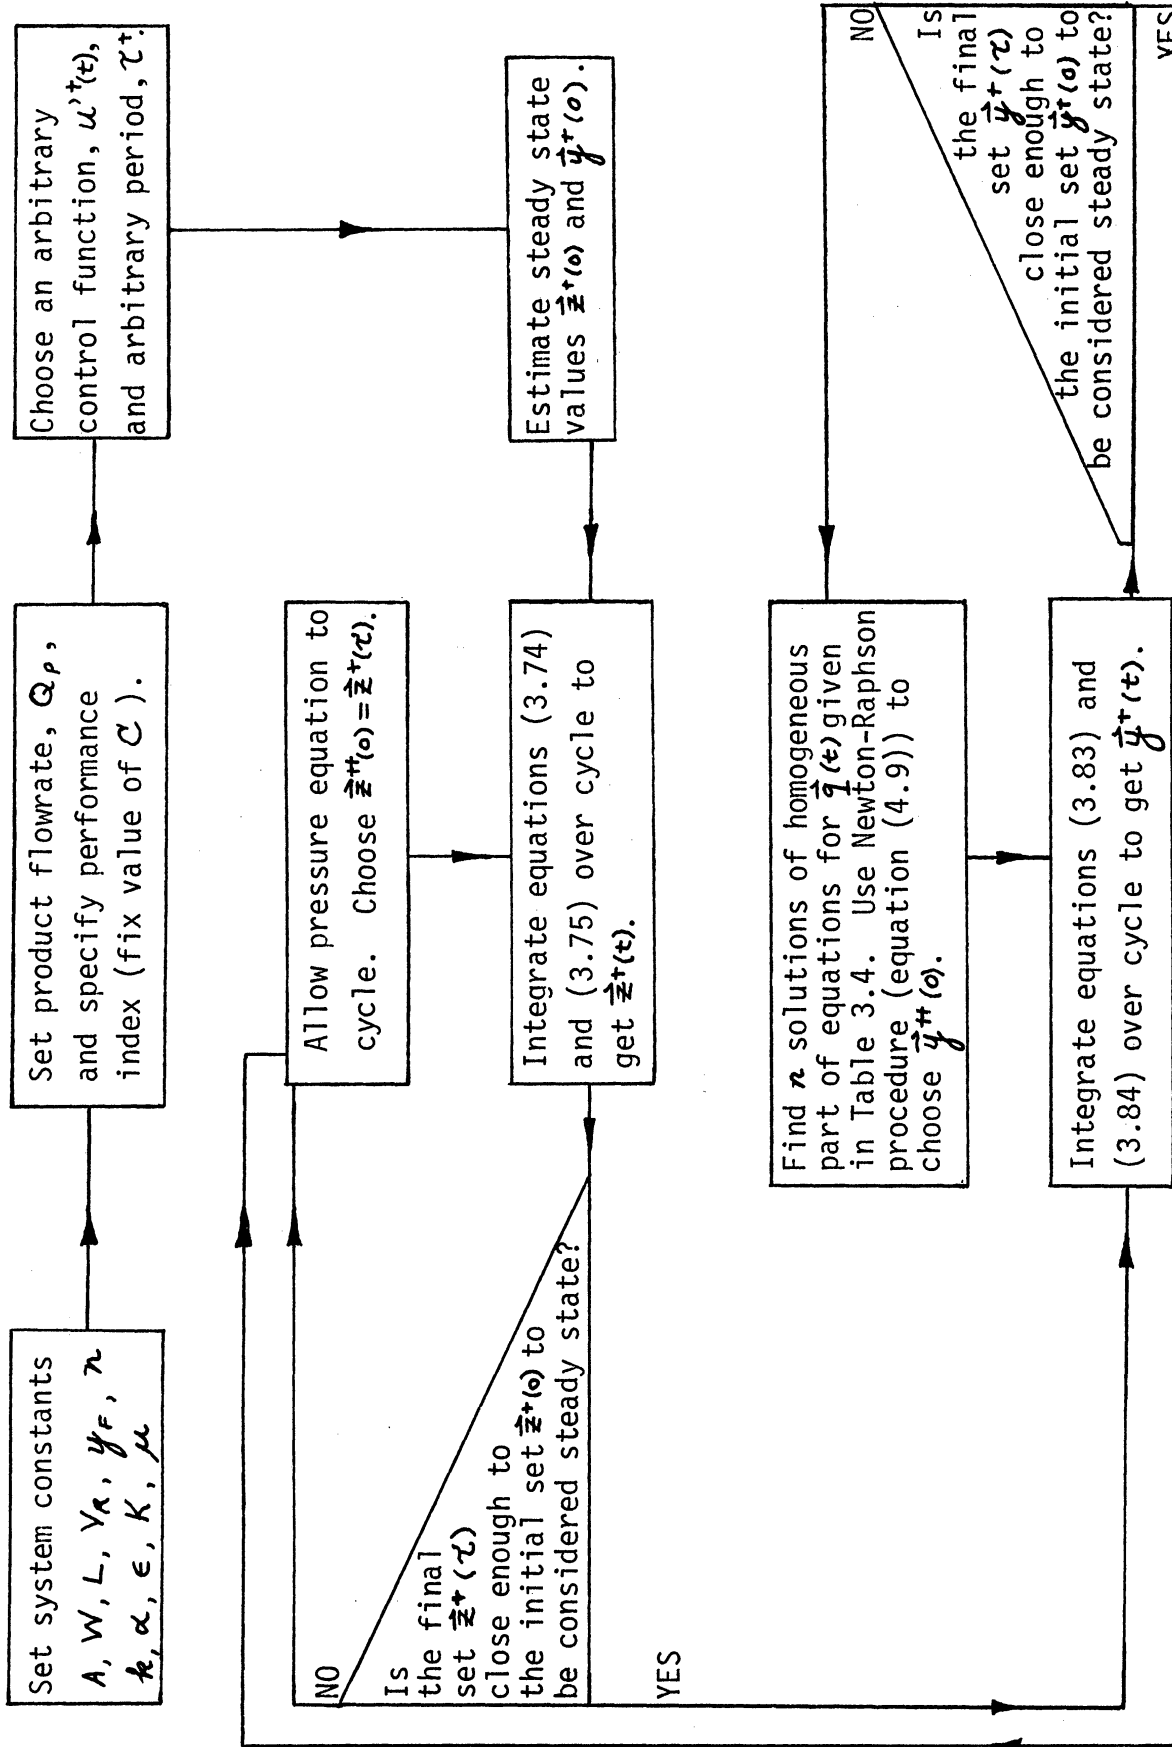 Set system constants
A, W, L, V_R, y_F, n
k, α, ε, K, μ
Set product flowrate, Q_P,
and specify performance
index (fix value of C ).
Choose an arbitrary
control function, u'⁺(t),
and arbitrary period, τ⁺.
Estimate steady state
values z⃗⁺(0) and y⃗⁺(0).
Allow pressure equation to
cycle. Choose z⃗⁺⁺(0) = z⃗⁺(τ).
Integrate equations (3.74)
and (3.75) over cycle to
get z⃗⁺(t).
NO
Is
the final
set z⃗⁺(τ)
close enough to
the initial set z⃗⁺(0) to
be considered steady state?
YES
Find n solutions of homogeneous
part of equations for q⃗(t) given
in Table 3.4. Use Newton-Raphson
procedure (equation (4.9)) to
choose y⃗⁺⁺(0).
Integrate equations (3.83) and
(3.84) over cycle to get y⃗⁺(t).
NO
Is
the final
set y⃗⁺(τ)
close enough to
the initial set y⃗⁺(0) to
be considered steady state?
YES